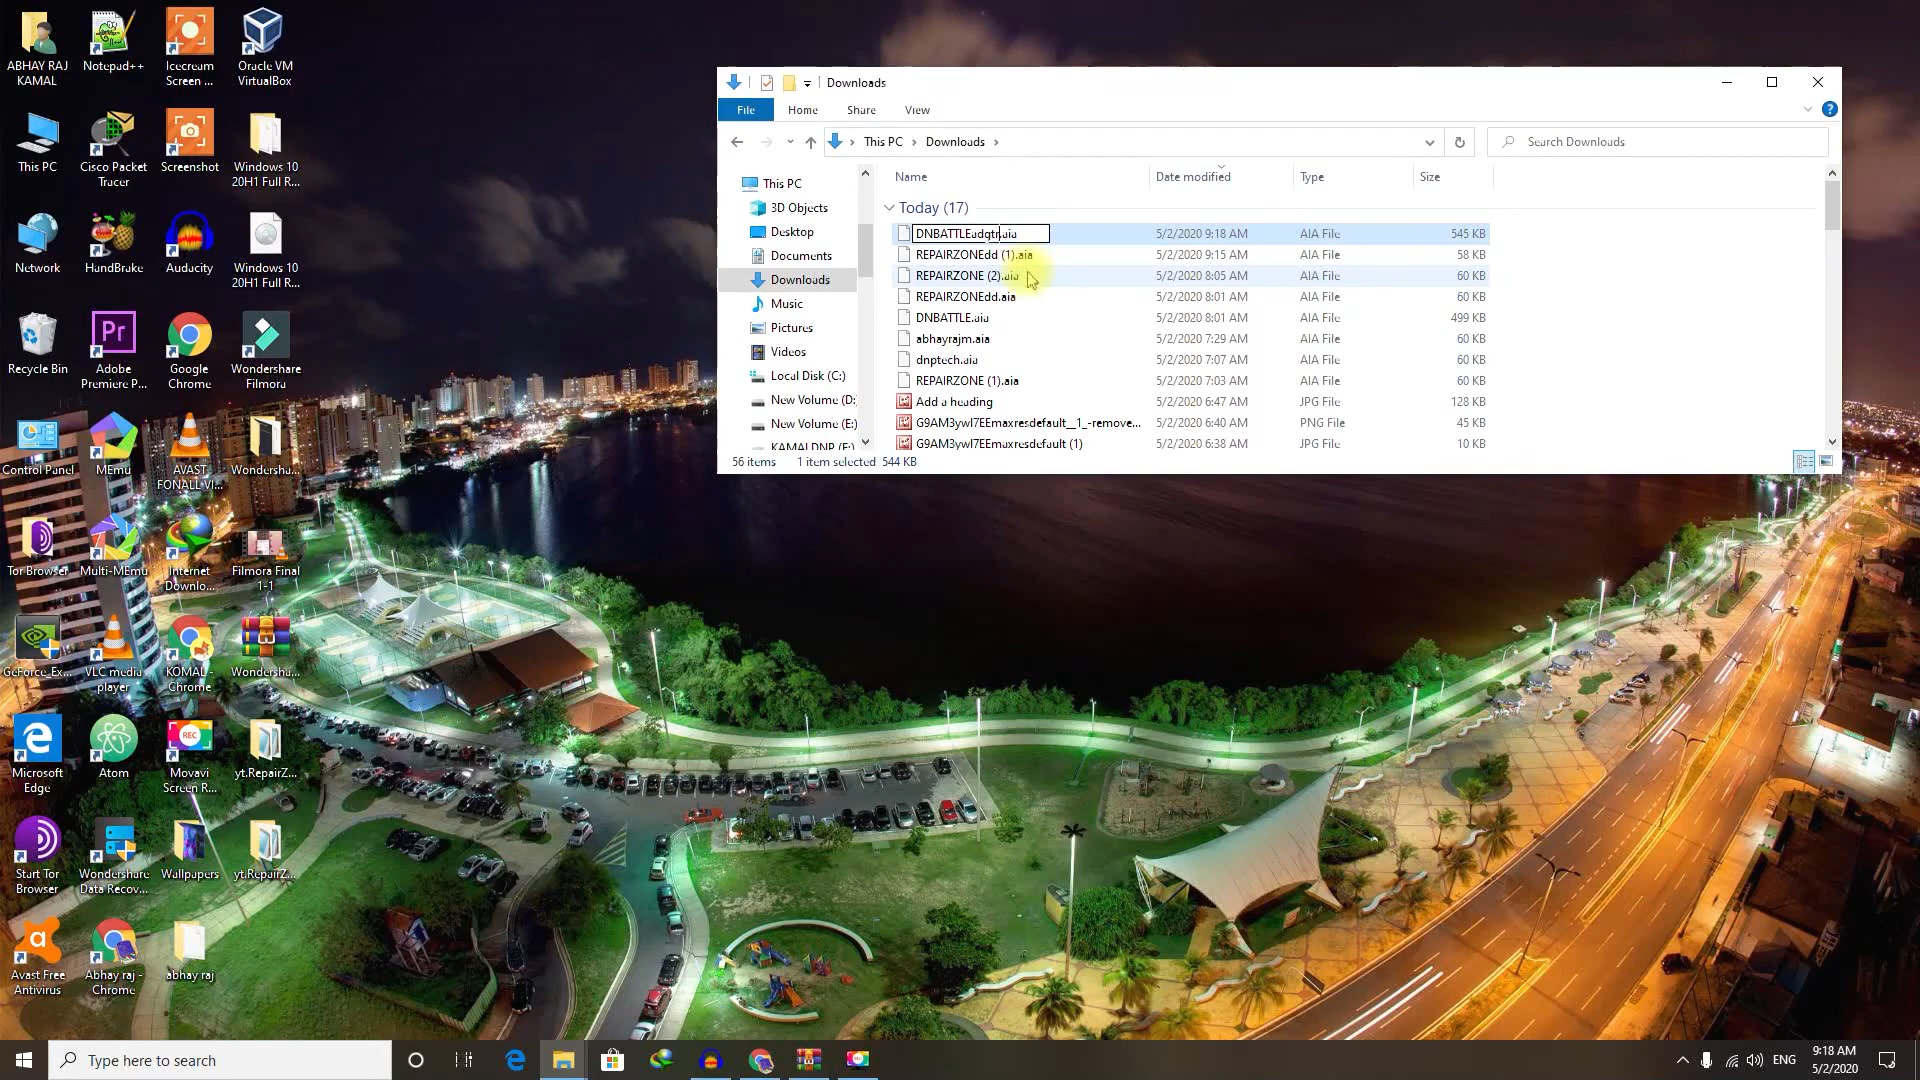 ABHAY RAJ
KAMAL
Notepad++
Icecream
Screen ...
Oracle VM
VirtualBox
This PC
Cisco Packet
Tracer
Screenshot
Windows 10
20H1 Full R...
Network
HandBrake
Audacity
Windows 10
20H1 Full R...
Recycle Bin
Adobe
Premiere P...
Google
Chrome
Wondershare
Filmora
Control Panel
MEmu
AVAST
FONALL VI...
Wondersha...
Tor Browser
Multi-MEmu
Internet
Downlo...
Filmora Final
1-1
GeForce_Ex...
VLC media
player
KOMAL -
Chrome
Wondersha...
Microsoft
Edge
Atom
Movavi
Screen R...
yt.RepairZ...
Start Tor
Browser
Wondershare
Data Recov...
Wallpapers
yt.RepairZ...
Avast Free
Antivirus
Abhay raj -
Chrome
abhay raj
Downloads
File Home Share View
This PC Downloads
Search Downloads
This PC
3D Objects
Desktop
Documents
Downloads
Music
Pictures
Videos
Local Disk (C:)
New Volume (D:
New Volume (E:)
KAMALDNP (F:)
Name Date modified Type Size
Today (17)
DNBATTLEadqtr.aia 5/2/2020 9:18 AM AIA File 545 KB
REPAIRZONEdd (1).aia 5/2/2020 9:15 AM AIA File 58 KB
REPAIRZONE (2).aia 5/2/2020 8:05 AM AIA File 60 KB
REPAIRZONEdd.aia 5/2/2020 8:01 AM AIA File 60 KB
DNBATTLE.aia 5/2/2020 8:01 AM AIA File 499 KB
abhayrajm.aia 5/2/2020 7:29 AM AIA File 60 KB
dnptech.aia 5/2/2020 7:07 AM AIA File 60 KB
REPAIRZONE (1).aia 5/2/2020 7:03 AM AIA File 60 KB
Add a heading 5/2/2020 6:47 AM JPG File 128 KB
G9AM3ywI7EEmaxresdefault__1_-remove... 5/2/2020 6:40 AM PNG File 45 KB
G9AM3ywI7EEmaxresdefault (1) 5/2/2020 6:38 AM JPG File 10 KB
56 items 1 item selected 544 KB
Type here to search
ENG
9:18 AM
5/2/2020